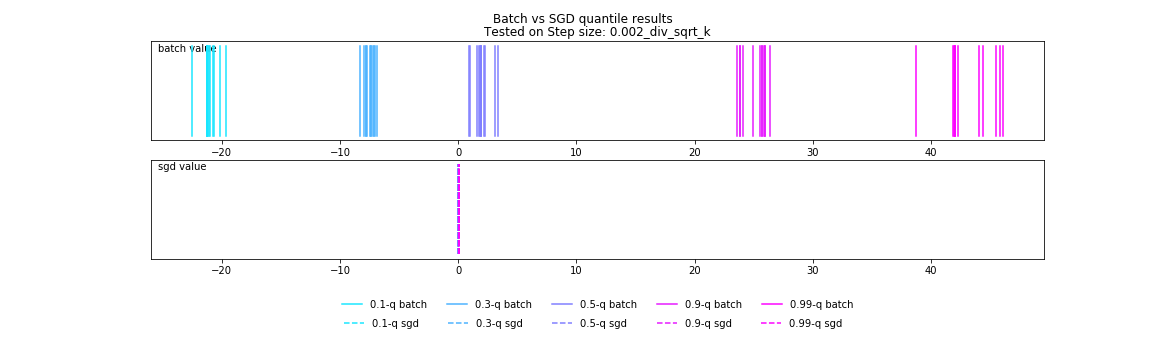 Batch vs SGD quantile results
Tested on Step size: 0.002_div_sqrt_k
batch value
−20 −10 0 10 20 30 40
sgd value
−20 −10 0 10 20 30 40
0.1-q batch 0.3-q batch 0.5-q batch 0.9-q batch 0.99-q batch
0.1-q sgd 0.3-q sgd 0.5-q sgd 0.9-q sgd 0.99-q sgd